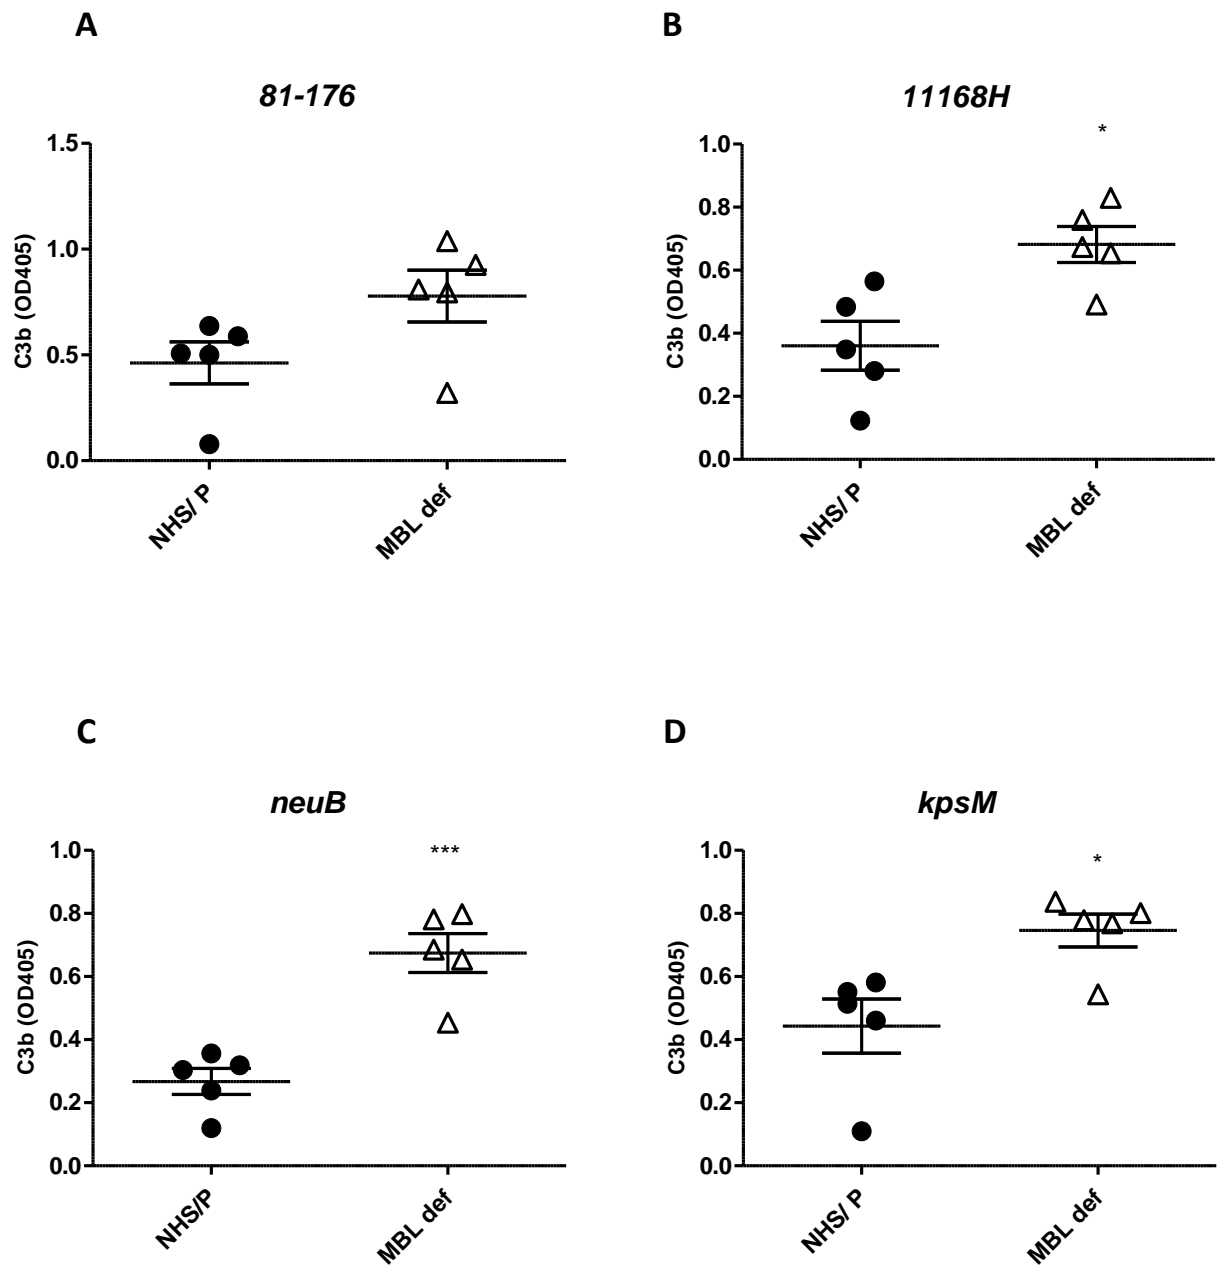 A
81-176
1.5
1.0
0.5
0.0
C3b (OD405)
NHS/ P
MBL def
B
11168H
*
1.0
0.8
0.6
0.4
0.2
0.0
C3b (OD405)
NHS/ P
MBL def
C
neuB
***
1.0
0.8
0.6
0.4
0.2
0.0
C3b (OD405)
NHS/P
MBL def
D
kpsM
*
1.0
0.8
0.6
0.4
0.2
0.0
C3b (OD405)
NHS/ P
MBL def